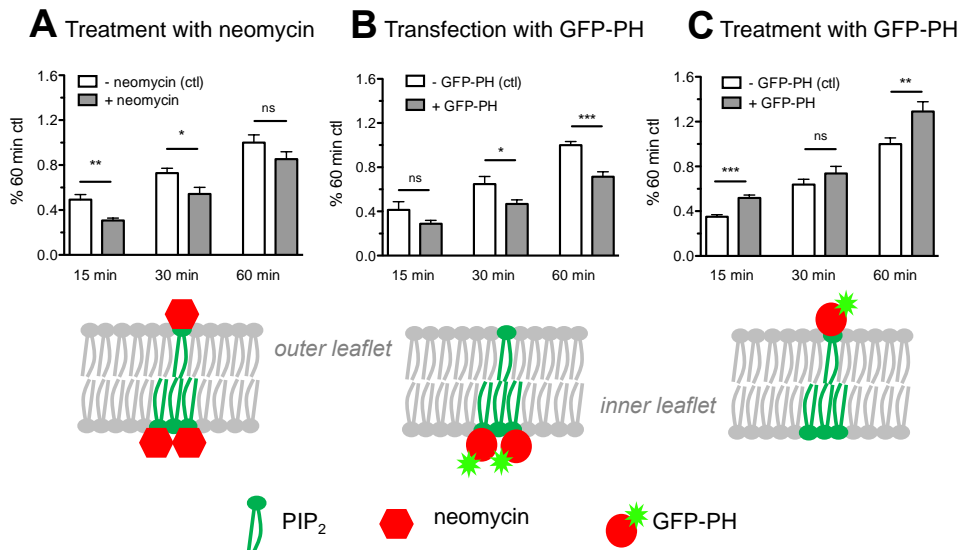 A Treatment with neomycin
1.6
1.2
0.8
0.4
0.0
% 60 min ctl
- neomycin (ctl)
+ neomycin
**
*
ns
15 min
30 min
60 min
B Transfection with GFP-PH
1.6
1.2
0.8
0.4
0.0
% 60 min ctl
- GFP-PH (ctl)
+ GFP-PH
ns
*
***
15 min
30 min
60 min
C Treatment with GFP-PH
1.6
1.2
0.8
0.4
0.0
% 60 min ctl
- GFP-PH (ctl)
+ GFP-PH
***
ns
**
15 min
30 min
60 min
outer leaflet
inner leaflet
PIP2
neomycin
GFP-PH